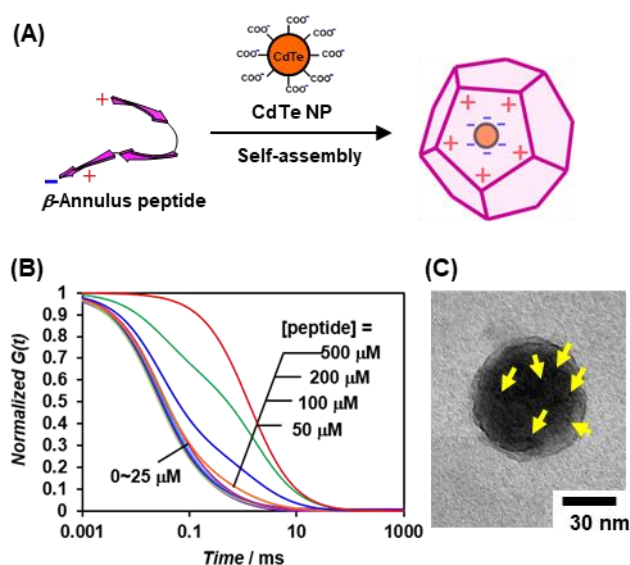 (A)
COO⁻
COO⁻ COO⁻
COO⁻ CdTe COO⁻
COO⁻ COO⁻
COO⁻
+
− +
CdTe NP
Self-assembly
β-Annulus peptide
+ +
− − −
+ − − +
− − −
+
(B)
Normalized G(t)
1
0.9
0.8
0.7
0.6
0.5
0.4
0.3
0.2
0.1
0
[peptide] =
500 μM
200 μM
100 μM
50 μM
0~25 μM
0.001 0.1 10 1000
Time / ms
(C)
30 nm